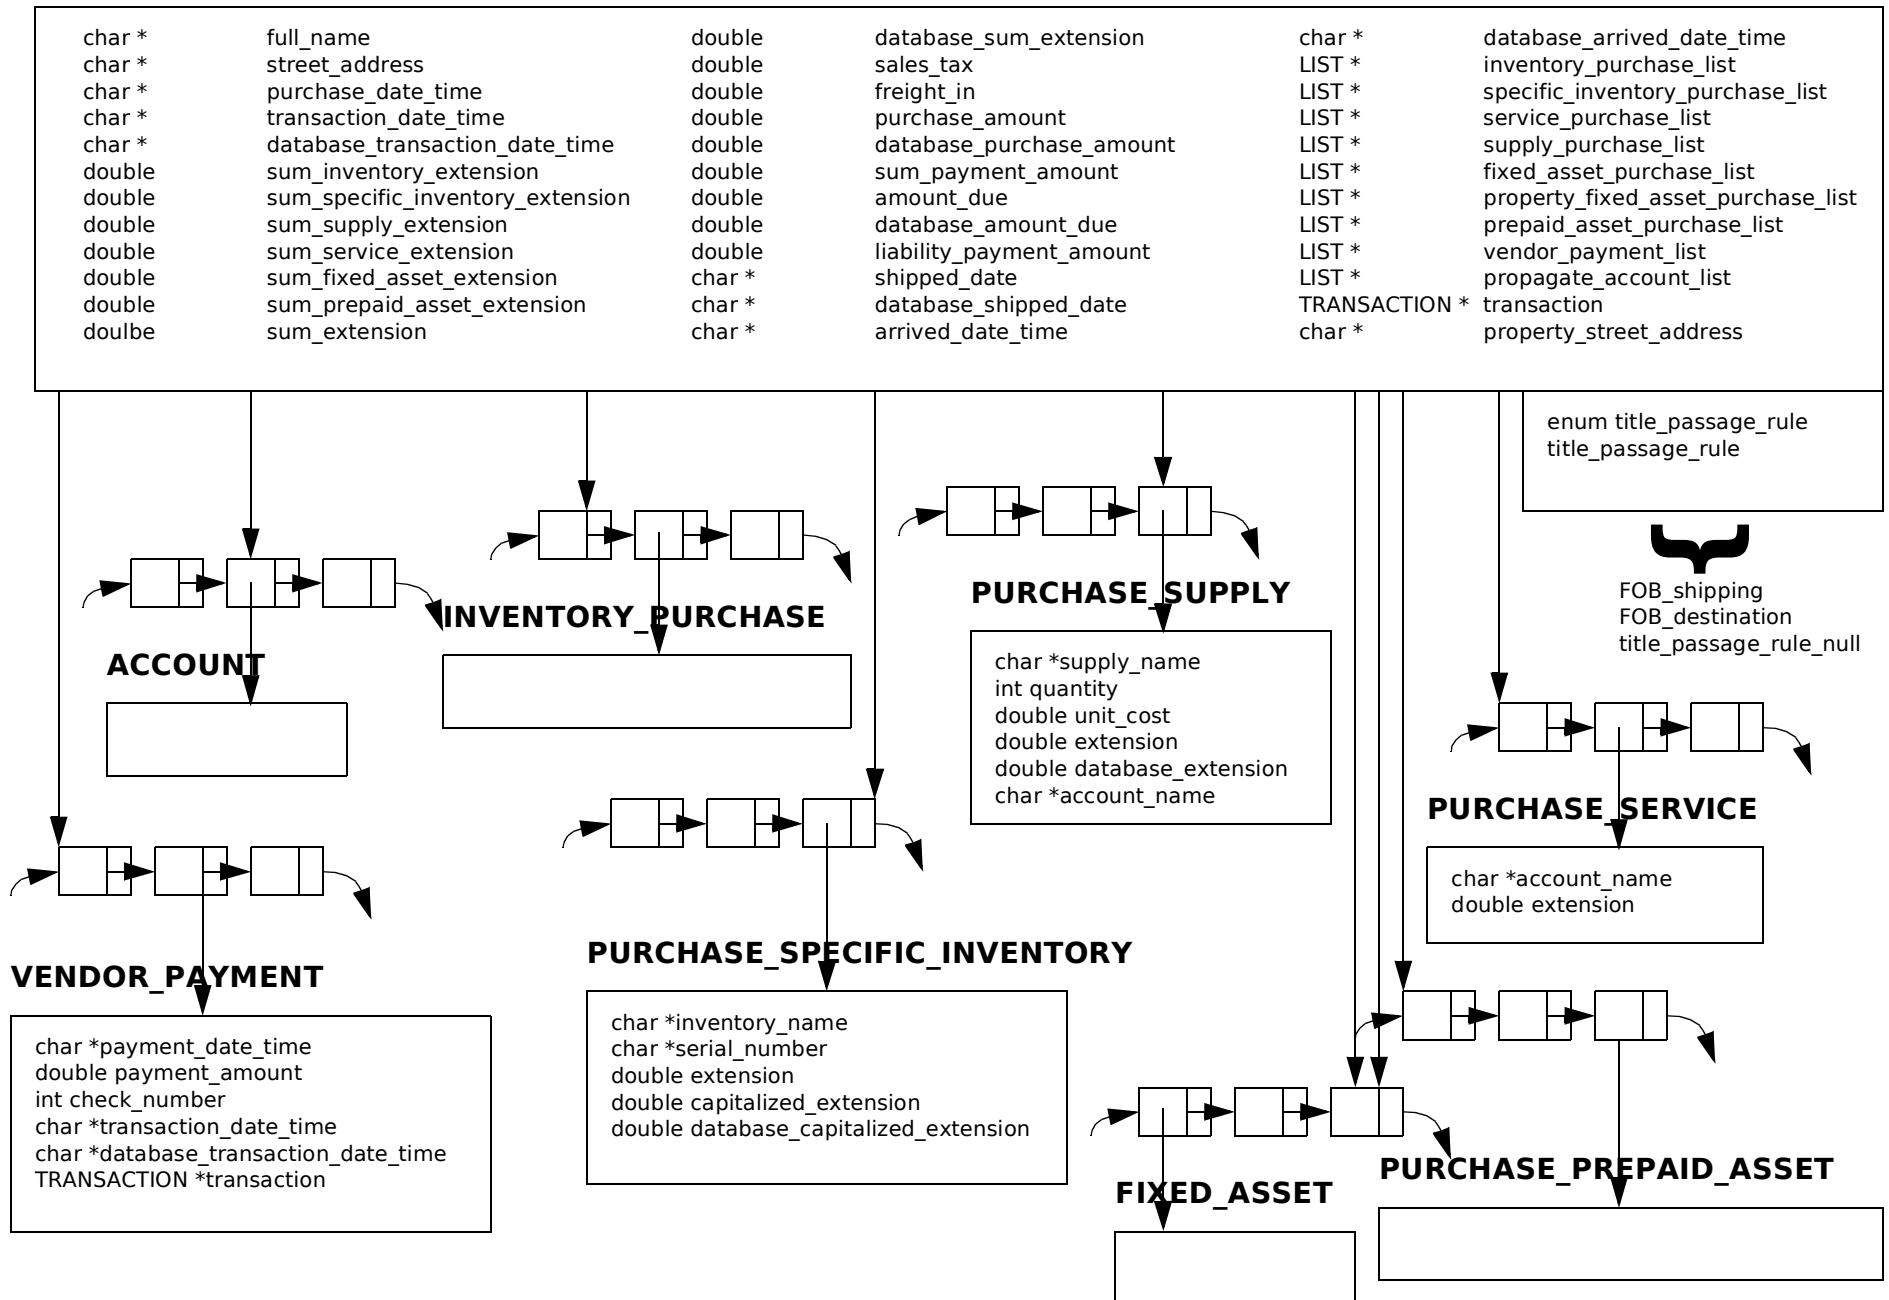 char * full_name double database_sum_extension char * database_arrived_date_time
char * street_address double sales_tax LIST * inventory_purchase_list
char * purchase_date_time double freight_in LIST * specific_inventory_purchase_list
char * transaction_date_time double purchase_amount LIST * service_purchase_list
char * database_transaction_date_time double database_purchase_amount LIST * supply_purchase_list
double sum_inventory_extension double sum_payment_amount LIST * fixed_asset_purchase_list
double sum_specific_inventory_extension double amount_due LIST * property_fixed_asset_purchase_list
double sum_supply_extension double database_amount_due LIST * prepaid_asset_purchase_list
double sum_service_extension double liability_payment_amount LIST * vendor_payment_list
double sum_fixed_asset_extension char * shipped_date LIST * propagate_account_list
double sum_prepaid_asset_extension char * database_shipped_date TRANSACTION * transaction
doulbe sum_extension char * arrived_date_time char * property_street_address
enum title_passage_rule
title_passage_rule
FOB_shipping
FOB_destination
title_passage_rule_null
PURCHASE_SUPPLY
char *supply_name
int quantity
double unit_cost
double extension
double database_extension
char *account_name
INVENTORY_PURCHASE
ACCOUNT
PURCHASE_SERVICE
char *account_name
double extension
PURCHASE_SPECIFIC_INVENTORY
char *inventory_name
char *serial_number
double extension
double capitalized_extension
double database_capitalized_extension
VENDOR_PAYMENT
char *payment_date_time
double payment_amount
int check_number
char *transaction_date_time
char *database_transaction_date_time
TRANSACTION *transaction
PURCHASE_PREPAID_ASSET
FIXED_ASSET